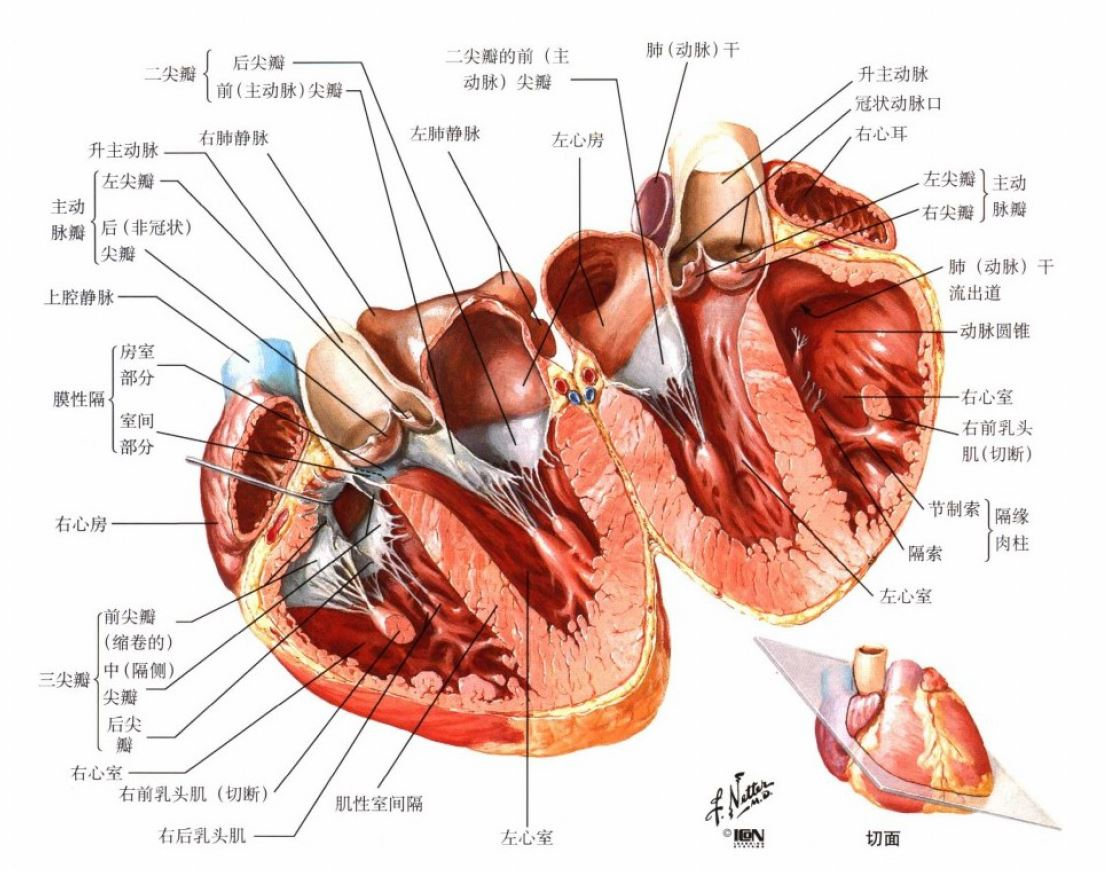 二尖瓣
后尖瓣
前(主动脉)尖瓣
二尖瓣的前 (主
动脉) 尖瓣
肺(动脉)干
升主动脉
冠状动脉口
右心耳
左尖瓣
右尖瓣
主动
脉瓣
肺 (动脉) 干
流出道
动脉圆锥
右心室
右前乳头
肌(切断)
节制索
隔索
隔缘
肉柱
左心室
左心房
左肺静脉
右肺静脉
升主动脉
主动
脉瓣
左尖瓣
后(非冠状)
尖瓣
上腔静脉
膜性隔
房室
部分
室间
部分
右心房
三尖瓣
前尖瓣
(缩卷的)
中(隔侧)
尖瓣
后尖
瓣
右心室
右前乳头肌 (切断)
右后乳头肌
肌性室间隔
左心室
F. Netter
M.D.
© ICON
LEARNING
SYSTEMS
切面